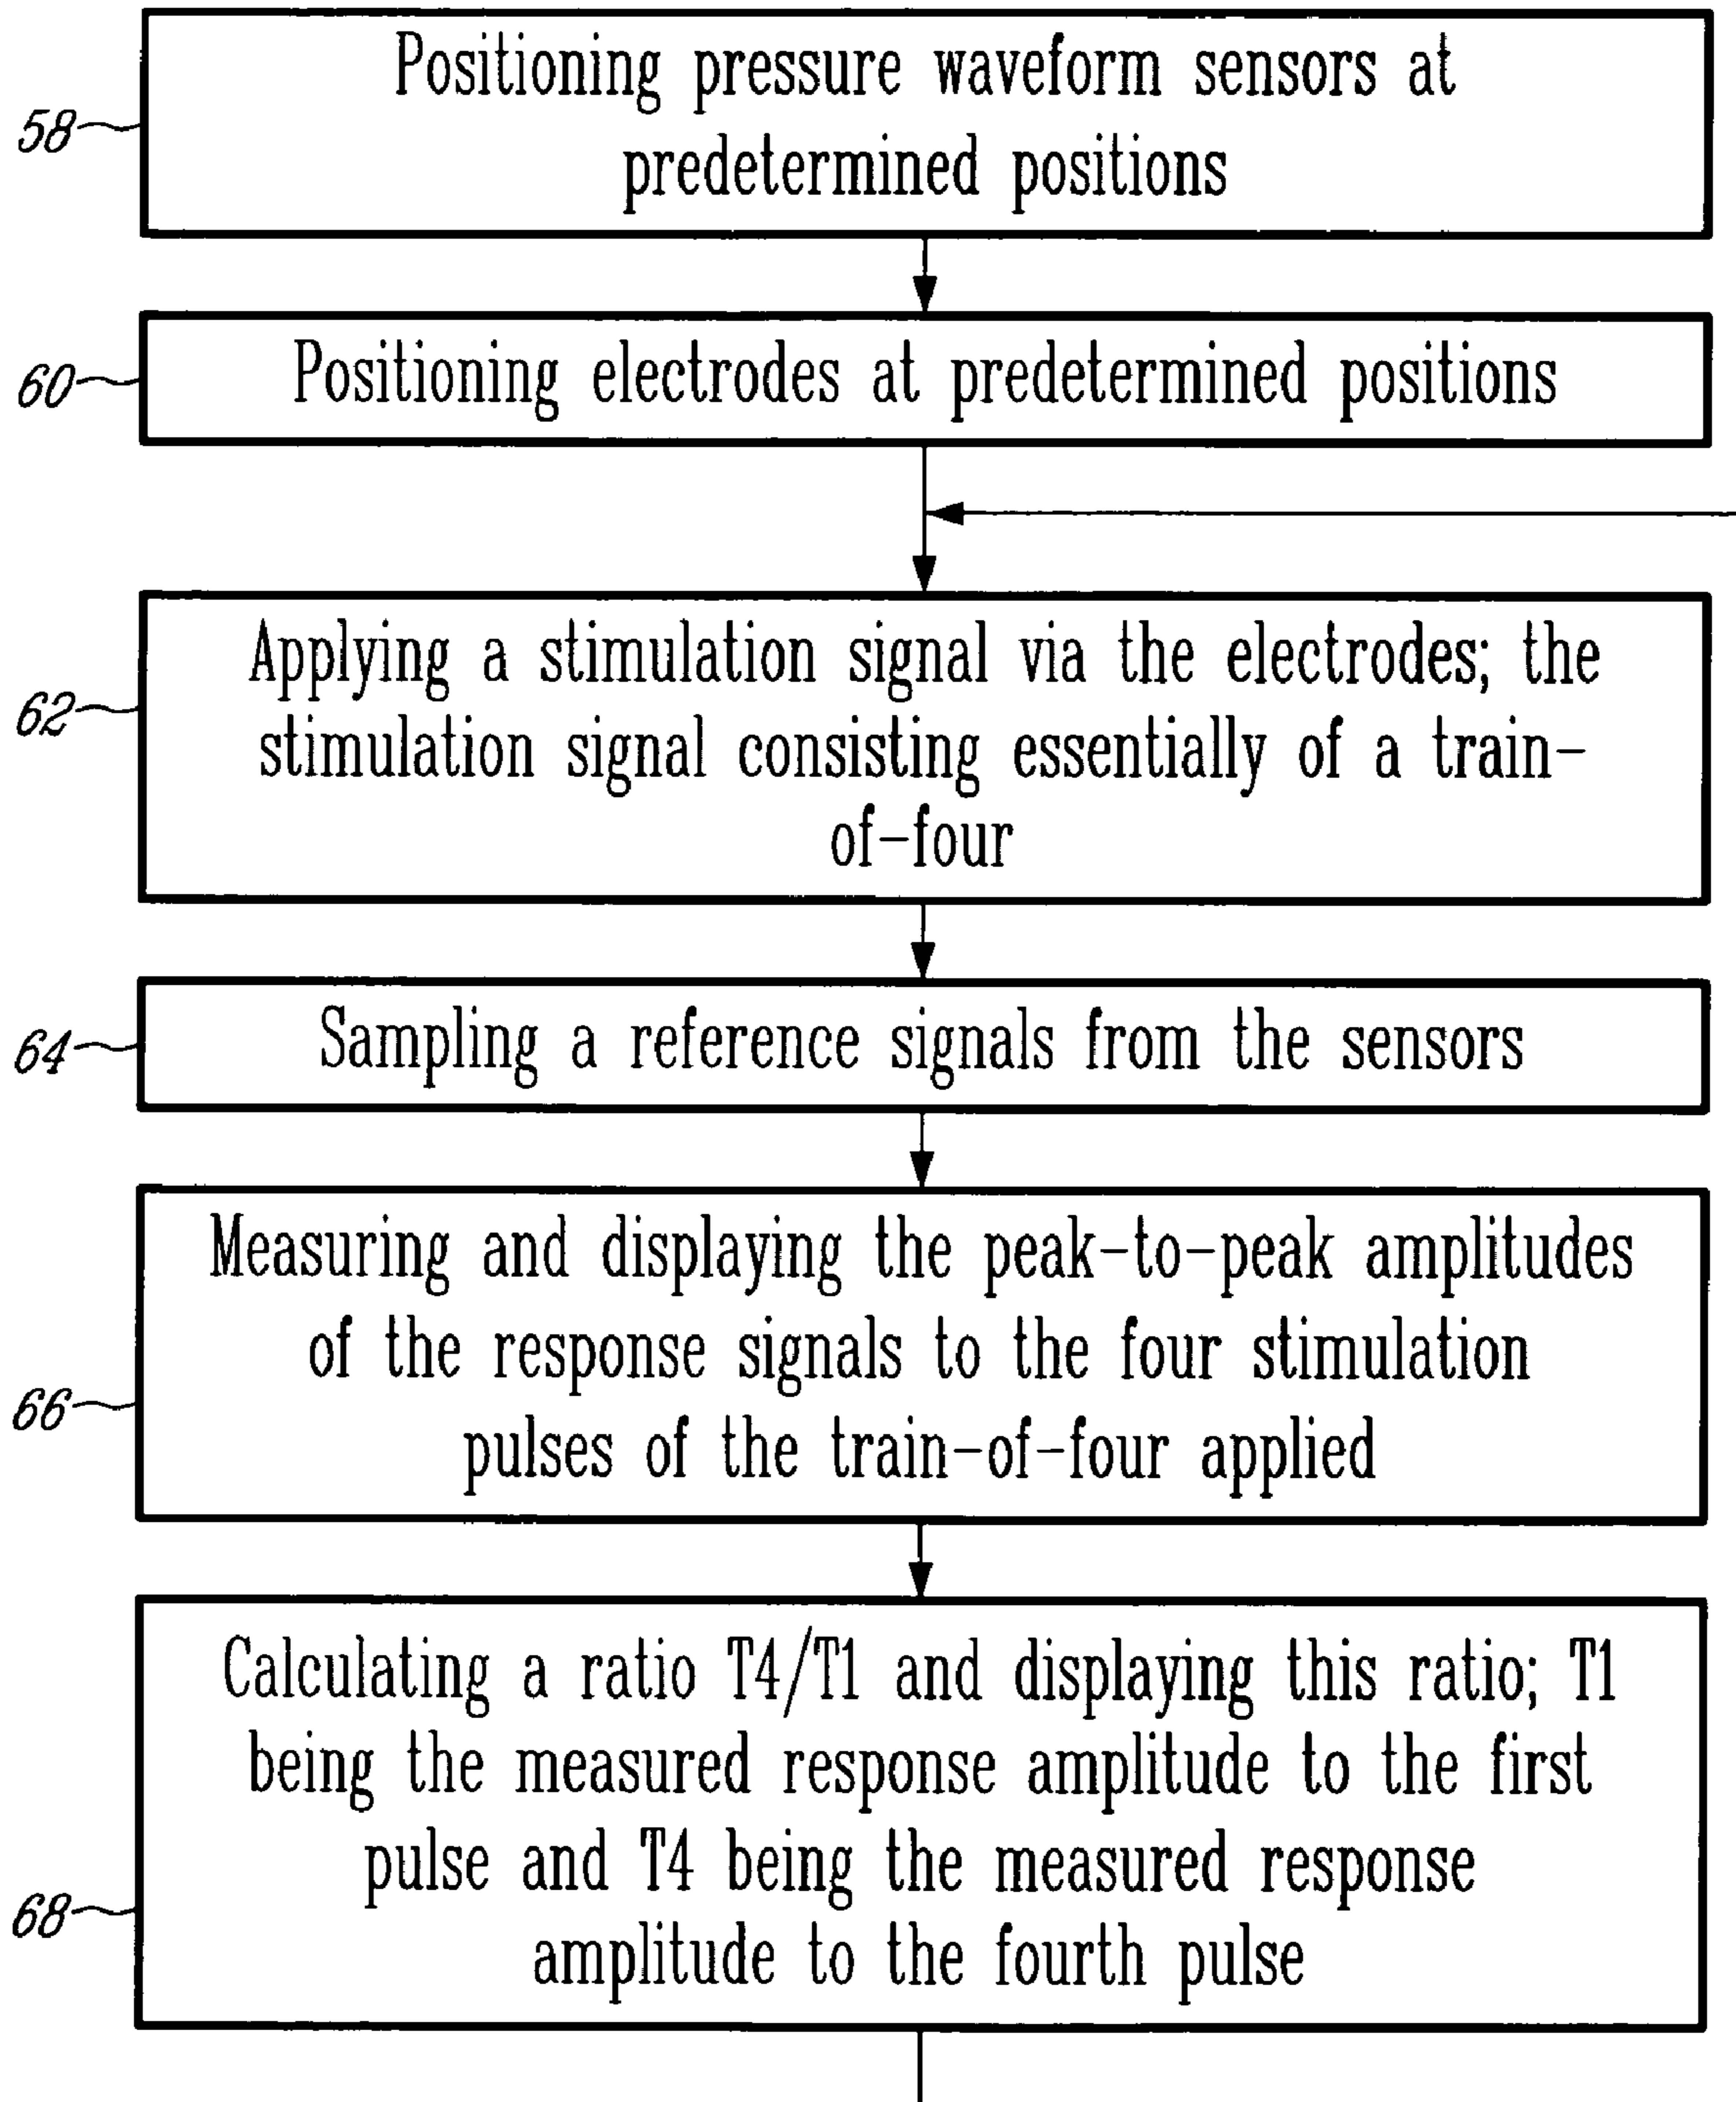 Positioning pressure waveform sensors at
predetermined positions
58
Positioning electrodes at predetermined positions
60
Applying a stimulation signal via the electrodes; the
stimulation signal consisting essentially of a train-
of-four
62
Sampling a reference signals from the sensors
64
Measuring and displaying the peak-to-peak amplitudes
of the response signals to the four stimulation
pulses of the train-of-four applied
66
Calculating a ratio T4/T1 and displaying this ratio; T1
being the measured response amplitude to the first
pulse and T4 being the measured response
amplitude to the fourth pulse
68